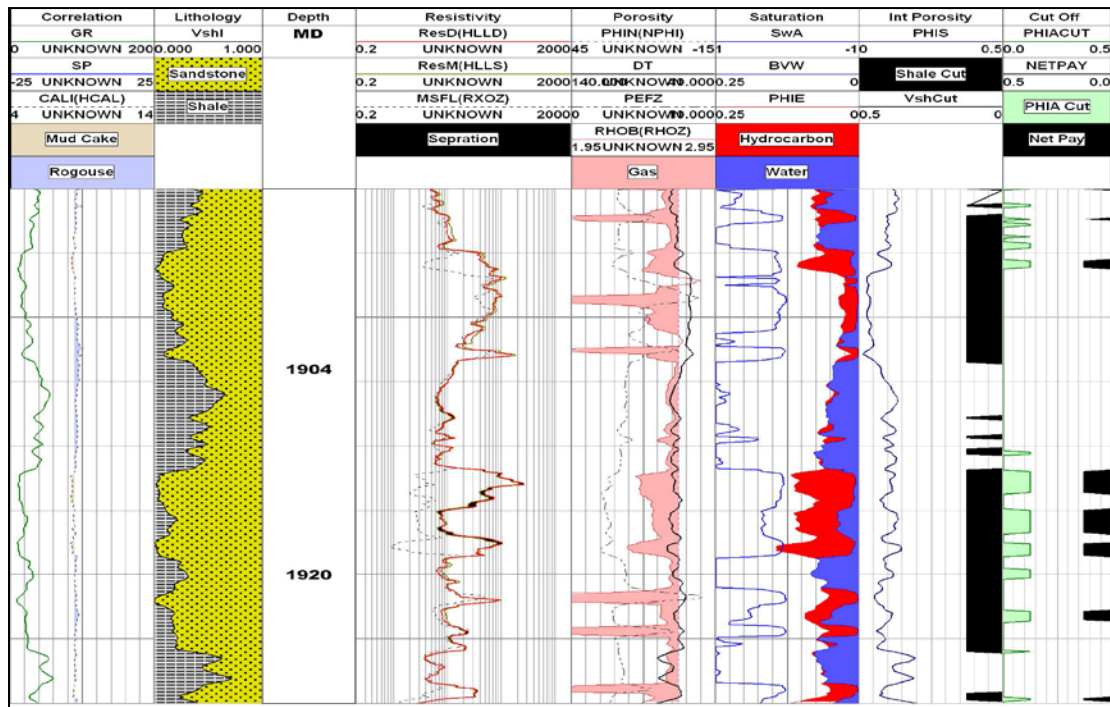 Correlation Lithology Depth Resistivity Porosity Saturation Int Porosity Cut Off
GR Vshl MD ResD(HLLD) PHIN(NPHI) SwA PHIS PHIACUT
0 UNKNOWN 200 0.000 1.000 0.2 UNKNOWN 2000 45 UNKNOWN -15 1 -1 0 0.5 0.0 0.5
SP Sandstone ResM(HLLS) DT BVW Shale Cut NETPAY
-25 UNKNOWN 25 0.2 UNKNOWN 2000 140.000 40.000 0.25 0 0.5 0.0
CALI(HCAL) Shale MSFL(RXOZ) PEFZ PHIE VshCut PHIA Cut
4 UNKNOWN 14 0.2 UNKNOWN 2000 0 UNKNOWN 10.000 0.25 0 0.5 0
Mud Cake Sepration RHOB(RHOZ) Hydrocarbon Net Pay
1.95 UNKNOWN 2.95
Rogouse Gas Water
1904
1920